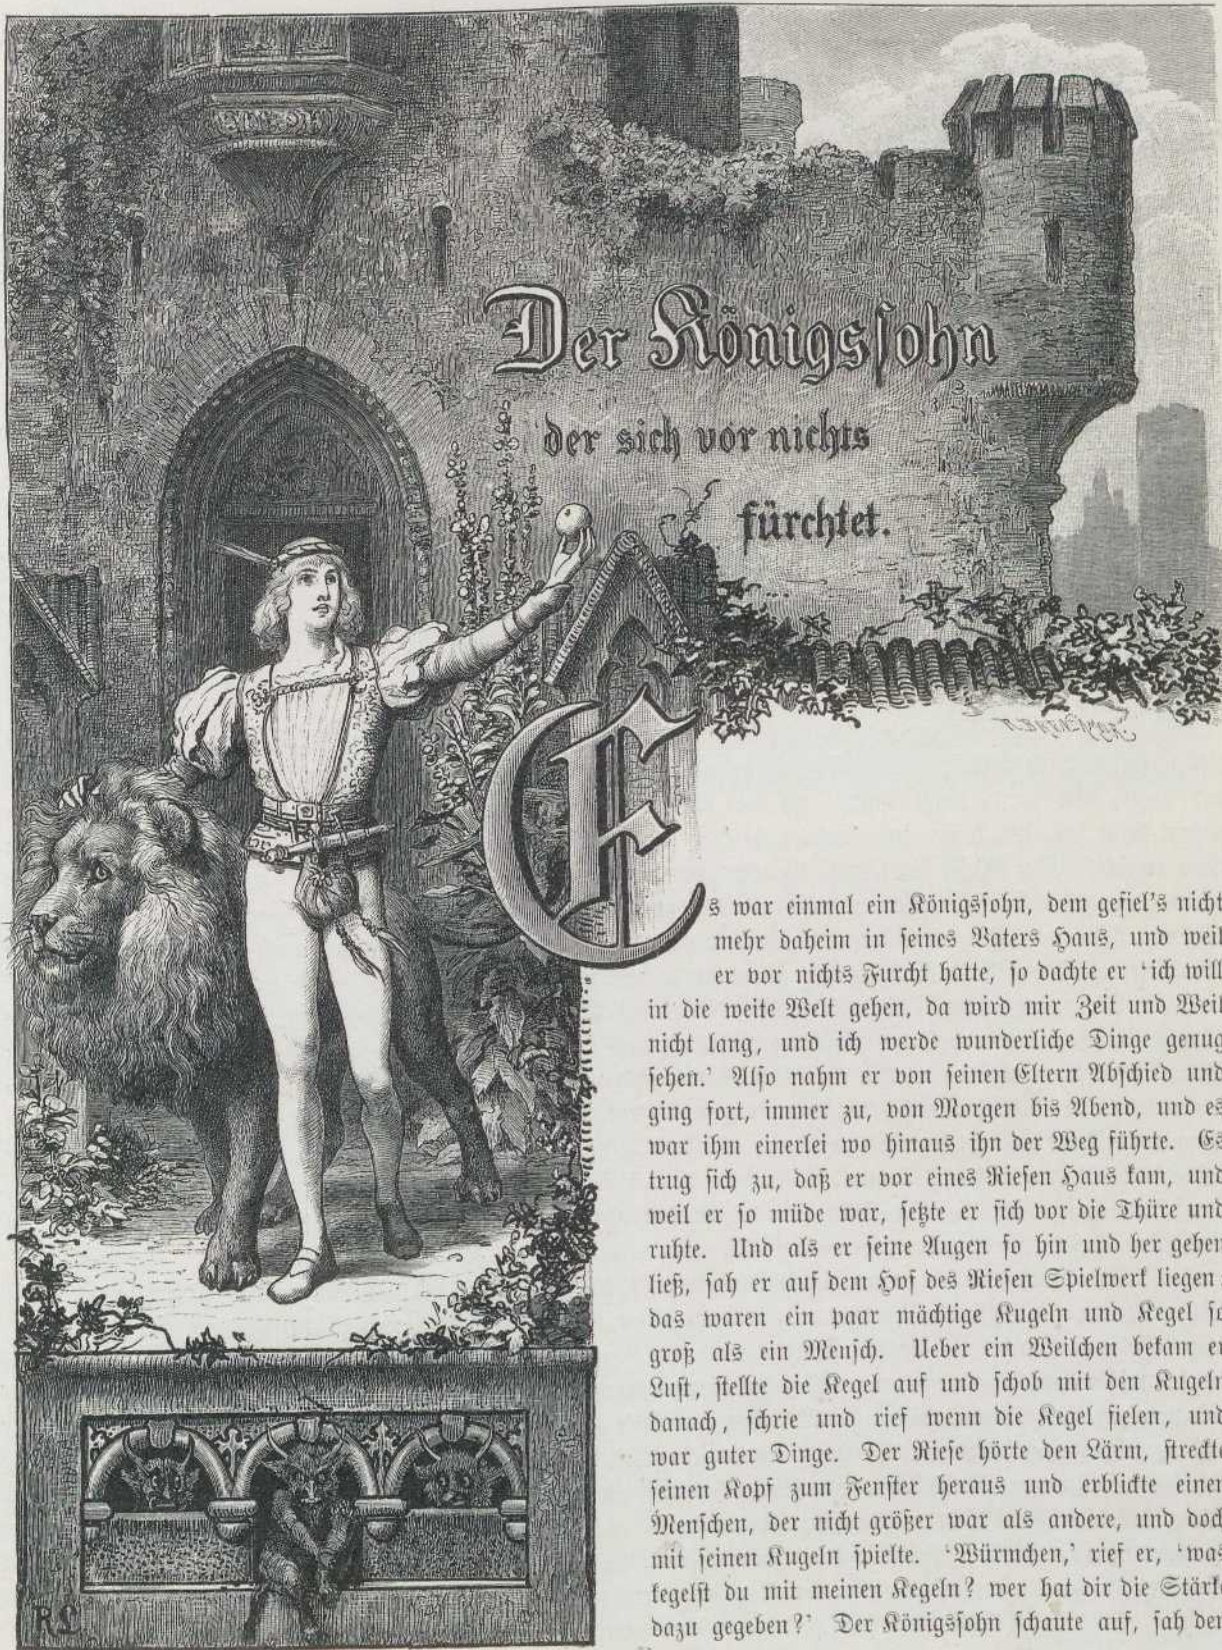 Der Königssohn
der sich vor nichts
fürchtet.
Es war einmal ein Königssohn, dem gefiel's nicht
mehr daheim in seines Vaters Haus, und weil
er vor nichts Furcht hatte, so dachte er ‘ich will
in die weite Welt gehen, da wird mir Zeit und Weil
nicht lang, und ich werde wunderliche Dinge genug
sehen.’ Also nahm er von seinen Eltern Abschied und
ging fort, immer zu, von Morgen bis Abend, und es
war ihm einerlei wo hinaus ihn der Weg führte. Es
trug sich zu, daß er vor eines Riesen Haus kam, und
weil er so müde war, setzte er sich vor die Thüre und
ruhte. Und als er seine Augen so hin und her gehen
ließ, sah er auf dem Hof des Riesen Spielwerk liegen
das waren ein paar mächtige Kugeln und Kegel so
groß als ein Mensch. Ueber ein Weilchen bekam er
Lust, stellte die Kegel auf und schob mit den Kugeln
danach, schrie und rief wenn die Kegel fielen, und
war guter Dinge. Der Riese hörte den Lärm, streckte
seinen Kopf zum Fenster heraus und erblickte einen
Menschen, der nicht größer war als andere, und doch
mit seinen Kugeln spielte. ‘Würmchen,’ rief er, ‘was
kegelst du mit meinen Kegeln? wer hat dir die Stärke
dazu gegeben?’ Der Königssohn schaute auf, sah den
RL